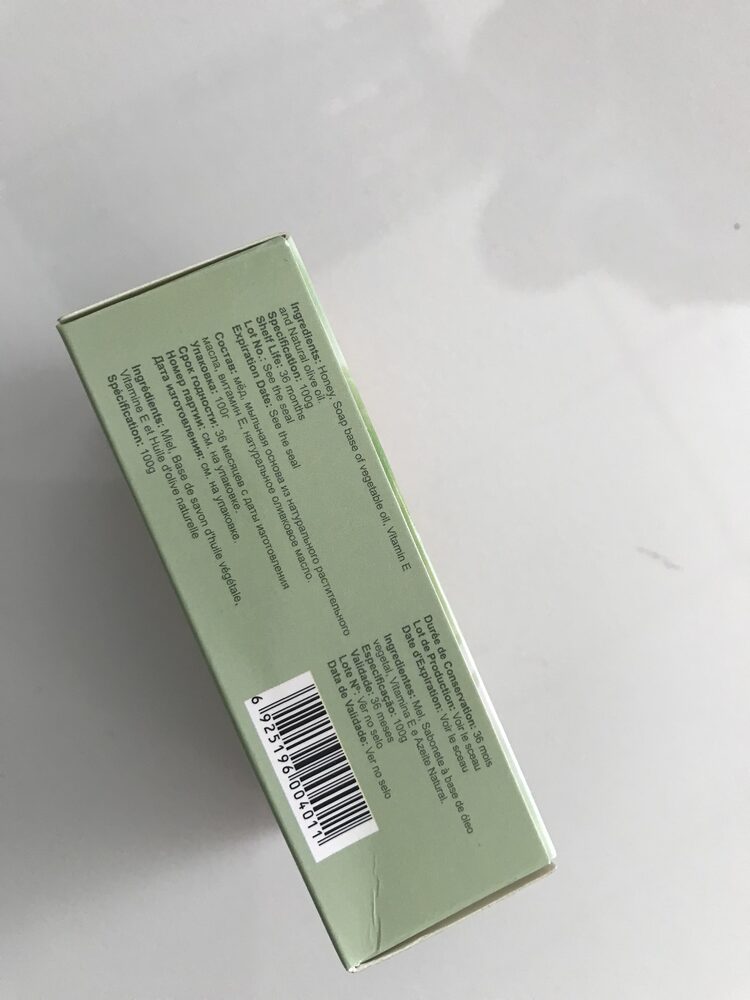 Ingredients: Honey, Soap base of vegetable oil, Vitamin E
and Natural olive oil.
Specification: 100g
Shelf Life: 36 months
Lot No.: See the seal
Expiration Date: See the seal
Состав: мёд, мыльная основа из натурального растительного
масла, витамин Е, натуральное оливковое масло.
Упаковка: 100г
Срок годности: 36 месяцев с даты изготовления
Номер партии: см. на упаковке.
Дата изготовления: см. на упаковке.
Ingrédients: Miel, Base de savon d'huile végétale,
Vitamine E et Huile d'olive naturelle
Spécification: 100g
Durée de Conservation: 36 mois
Lot de Production: Voir le sceau
Date d'Expiration: Voir le sceau
Ingredientes: Mel, Sabonete à base de óleo
vegetal, Vitamina E e Azeite Natural.
Especificação: 100g
Validade: 36 meses
Lote Nº: Ver no selo
Data de Validade: Ver no selo
6 925196 004011